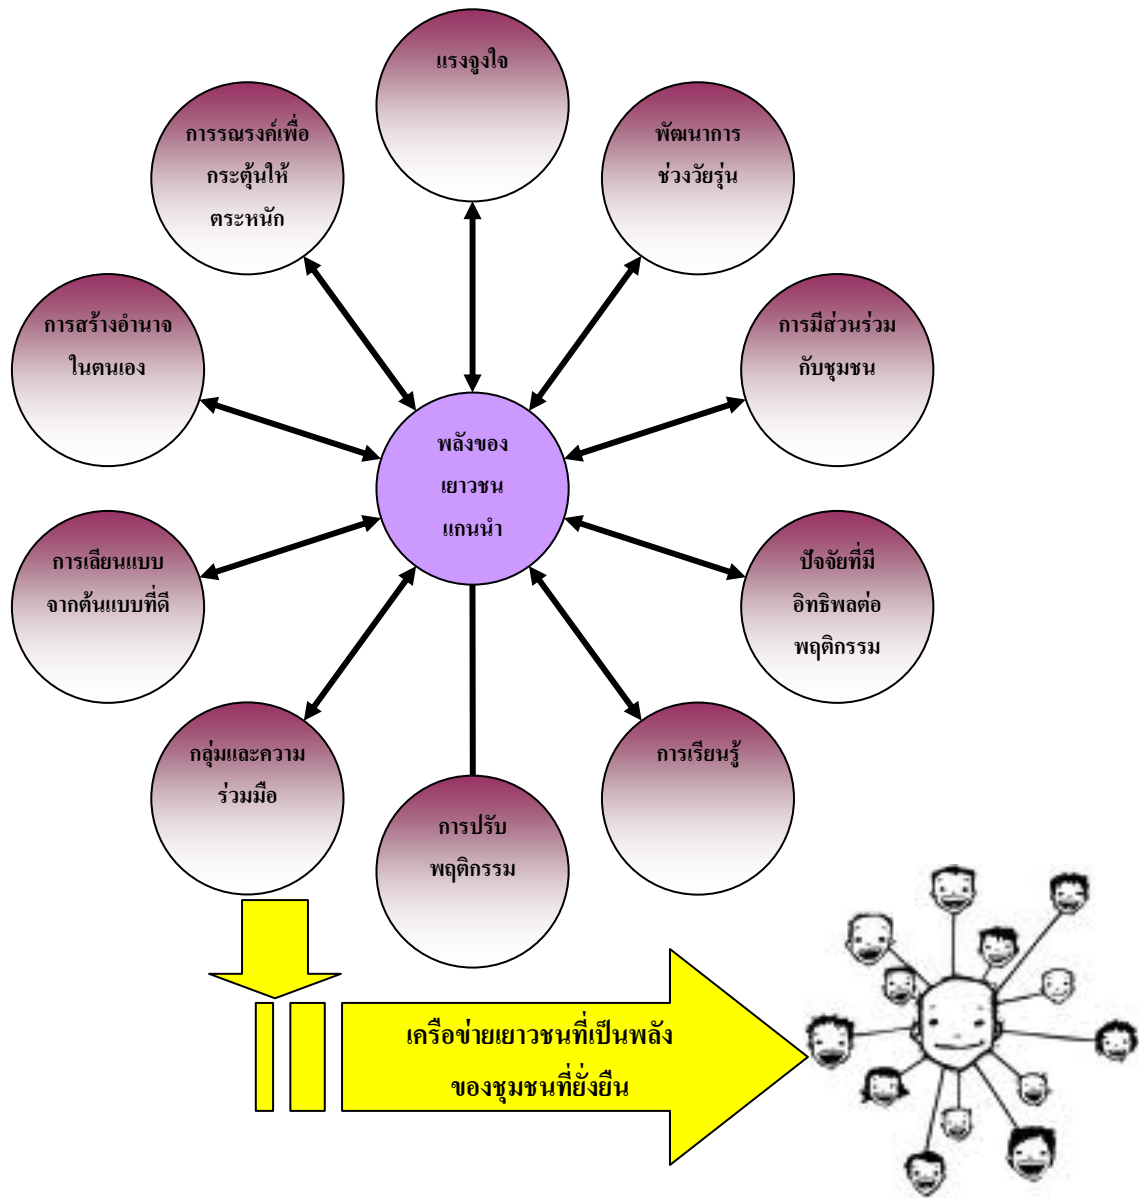 แรงจูงใจ
การรณรงค์เพื่อ
กระตุ้นให้
ตระหนัก
พัฒนาการ
ช่วงวัยรุ่น
การสร้างอำนาจ
ในตนเอง
การมีส่วนร่วม
กับชุมชน
พลังของ
เยาวชน
แกนนำ
การเลียนแบบ
จากต้นแบบที่ดี
ปัจจัยที่มี
อิทธิพลต่อ
พฤติกรรม
กลุ่มและความ
ร่วมมือ
การเรียนรู้
การปรับ
พฤติกรรม
เครือข่ายเยาวชนที่เป็นพลัง
ของชุมชนที่ยั่งยืน